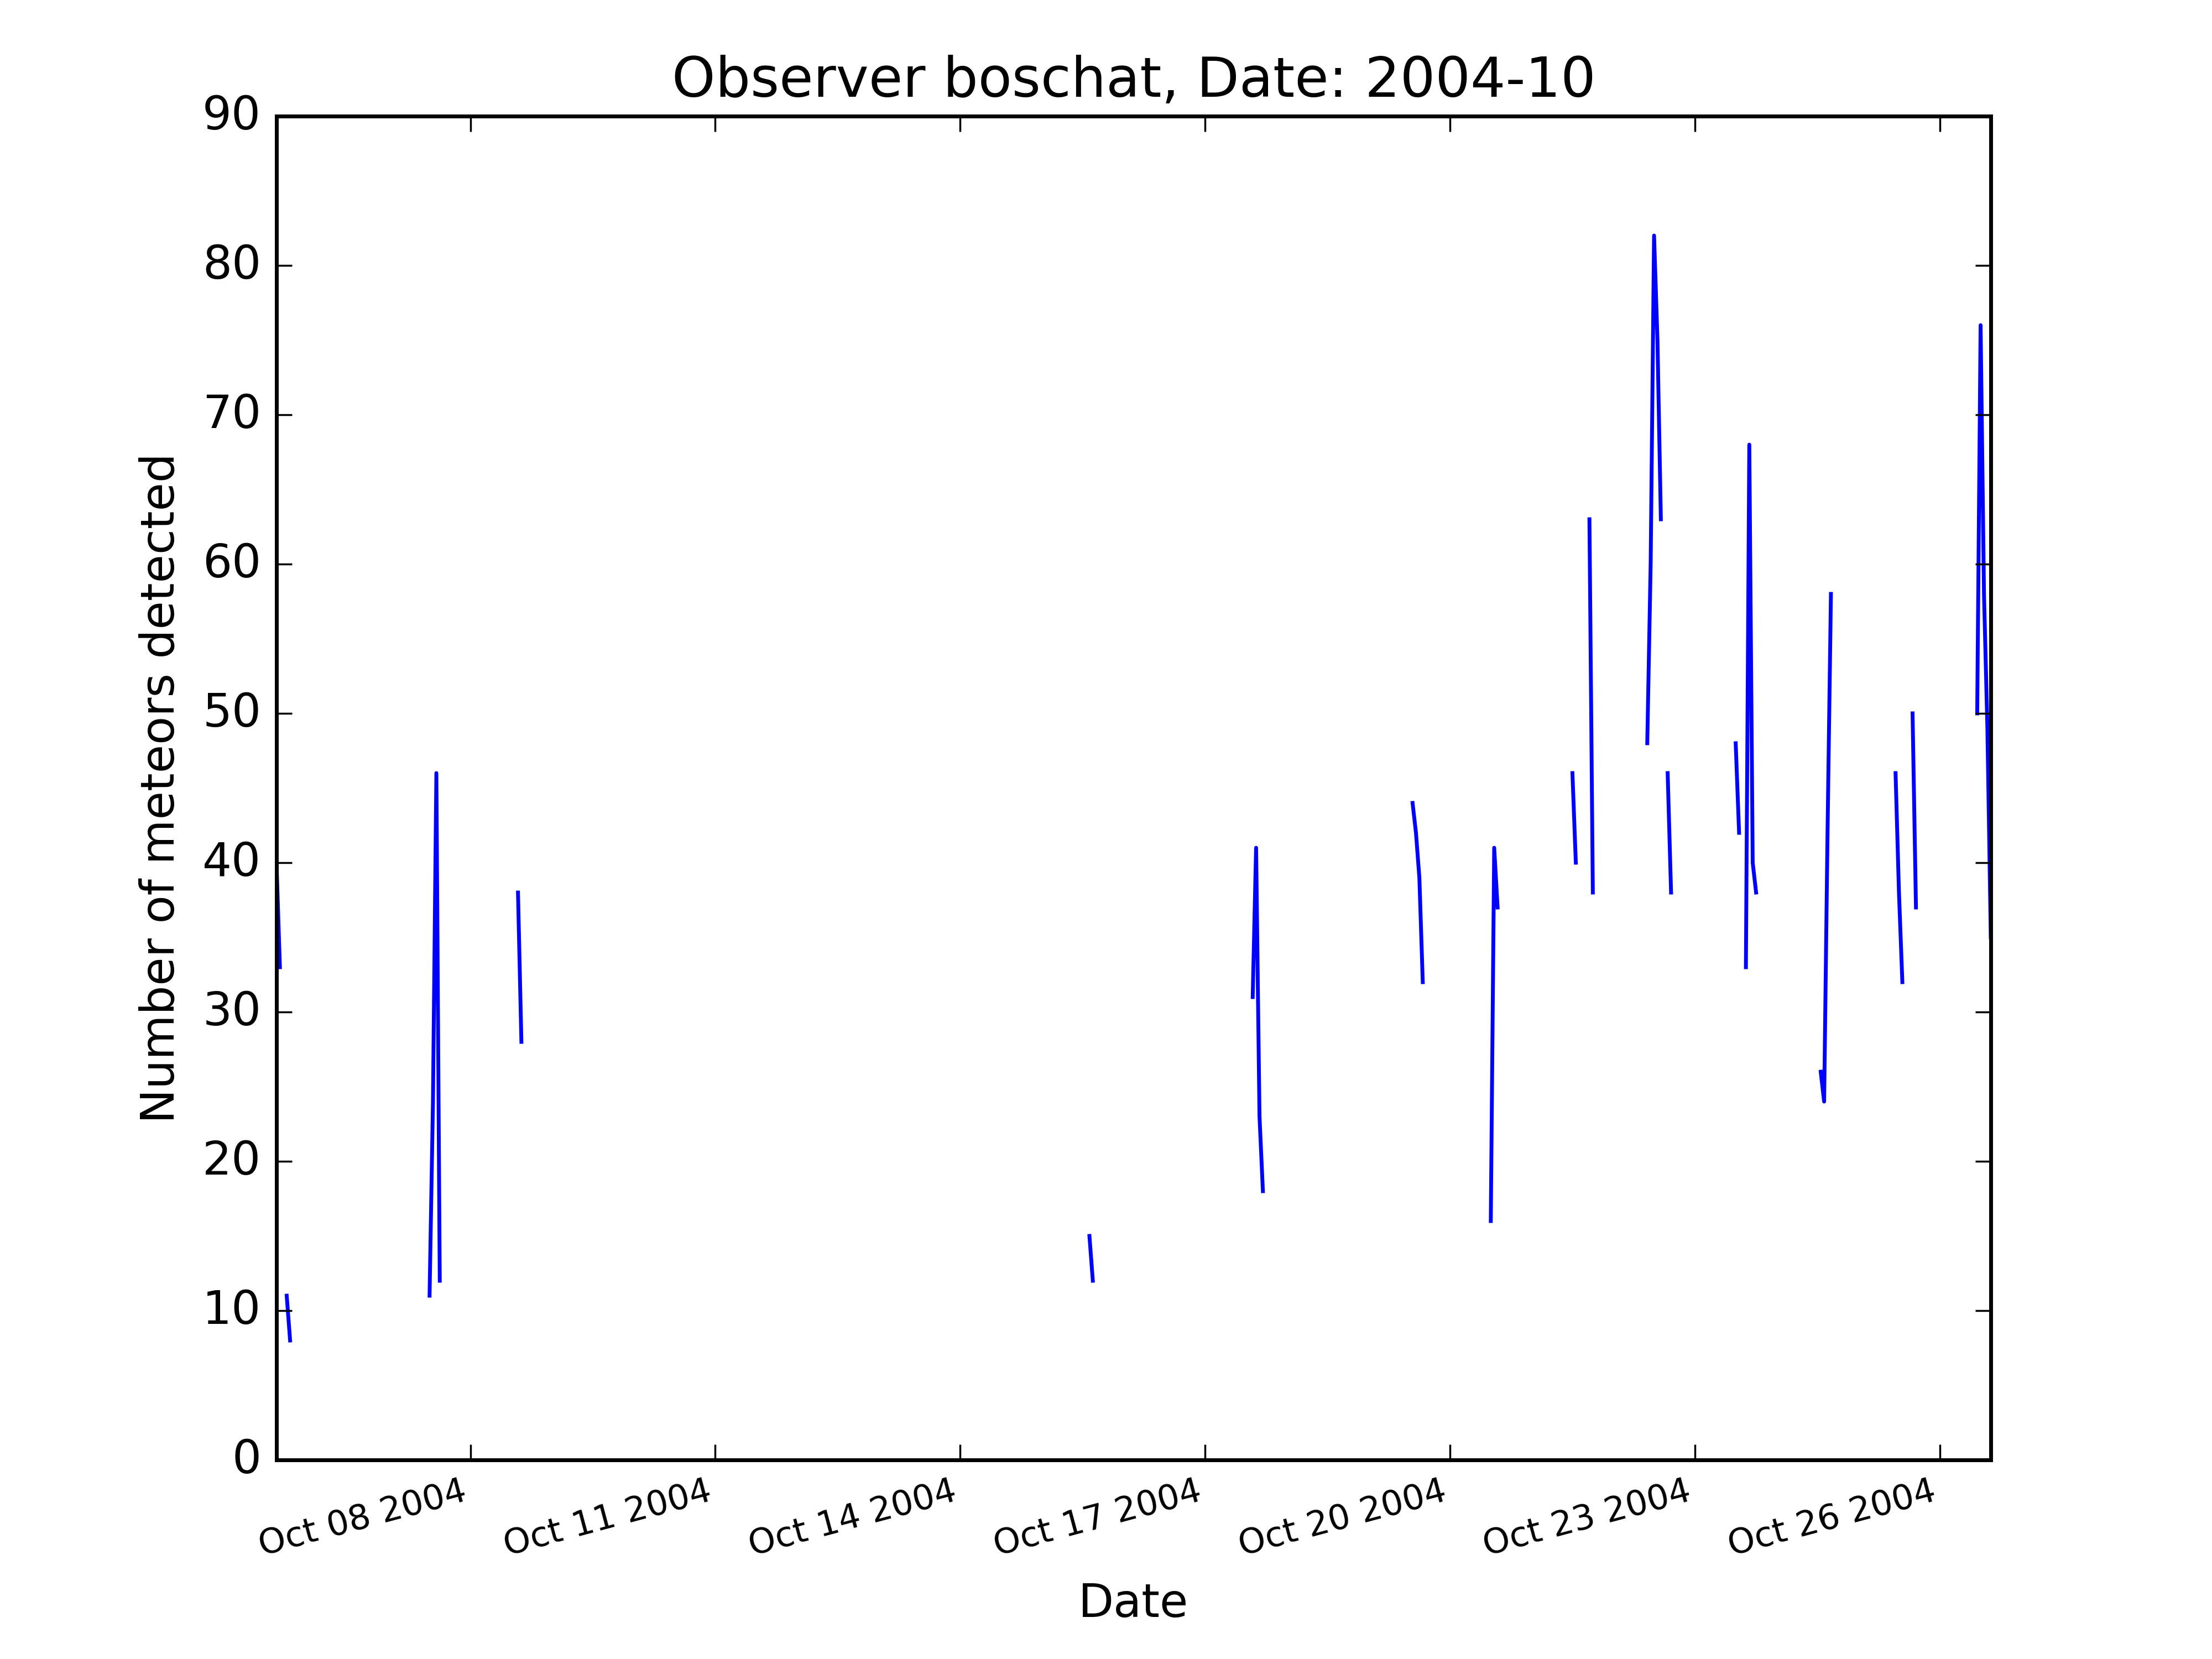 Observer boschat, Date: 2004-10
Number of meteors detected
90
80
70
60
50
40
30
20
10
0
Oct 08 2004
Oct 11 2004
Oct 14 2004
Oct 17 2004
Oct 20 2004
Oct 23 2004
Oct 26 2004
Date